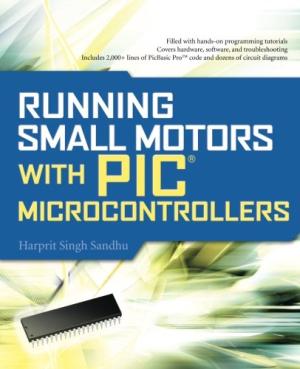 Filled with hands-on programming tutorials
Covers hardware, software, and troubleshooting
Includes 2,000+ lines of PicBasic Pro™ code and dozens of circuit diagrams
RUNNING
SMALL MOTORS
WITH PIC®
MICROCONTROLLERS
Harprit Singh Sandhu